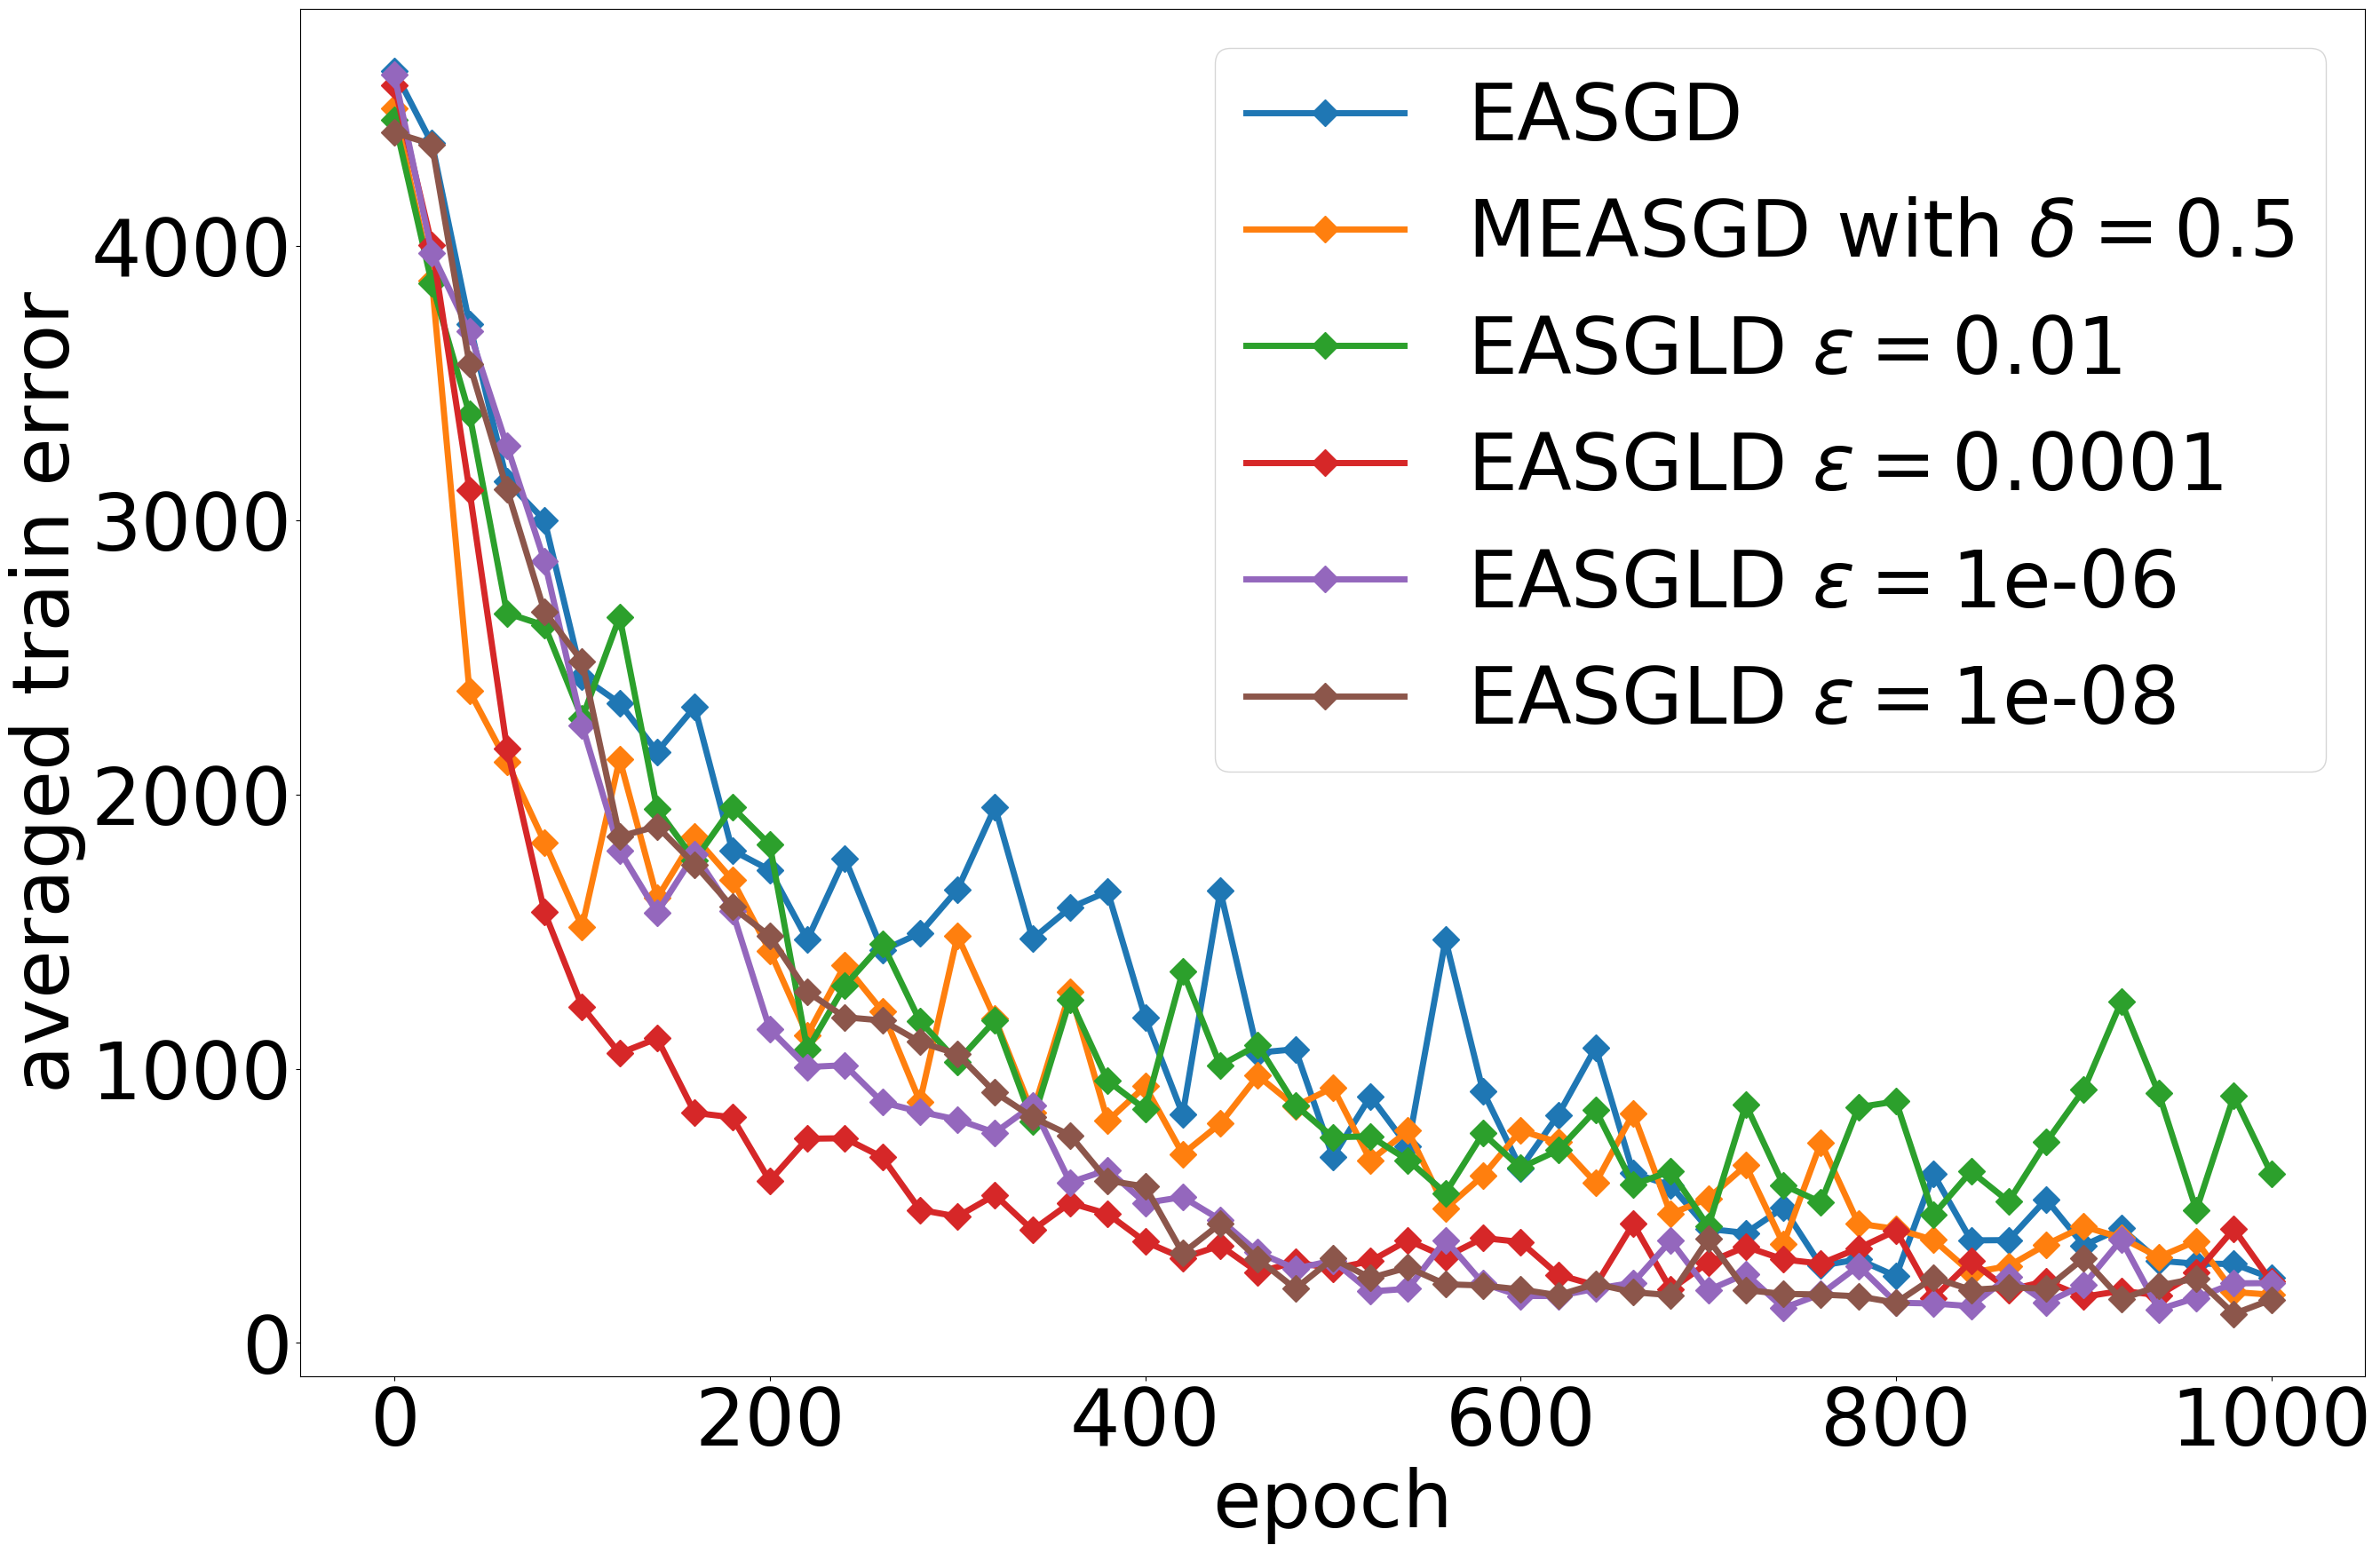 EASGD
MEASGD with δ = 0.5
EASGLD ε = 0.01
EASGLD ε = 0.0001
EASGLD ε = 1e-06
EASGLD ε = 1e-08
averaged train error
4000
3000
2000
1000
0
0 200 400 600 800 1000
epoch